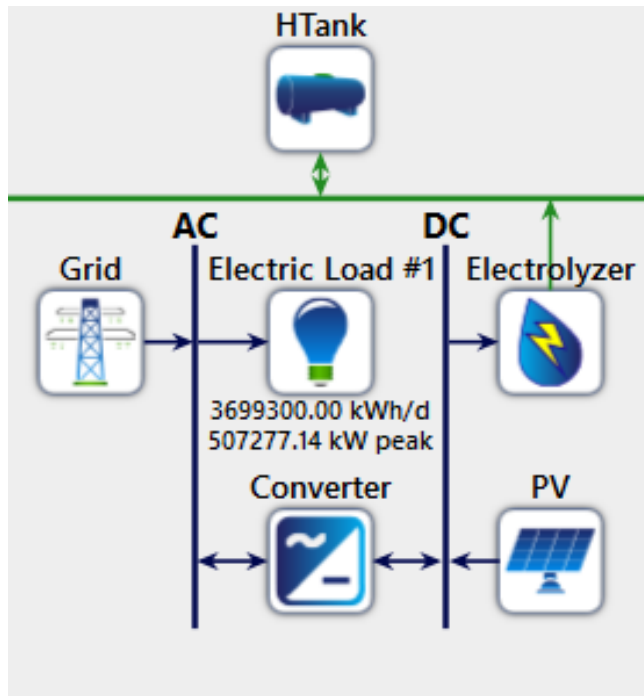 HTank
AC
DC
Grid
Electric Load #1
Electrolyzer
3699300.00 kWh/d
507277.14 kW peak
Converter
PV